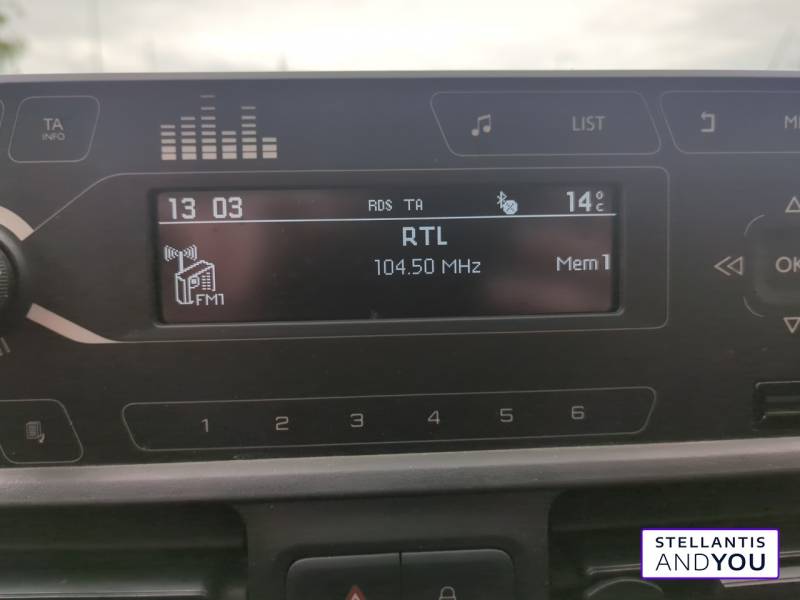 TA
INFO
LIST
13 03
RDS TA
14°C
RTL
104.50 MHz
Mem 1
FM1
OK
1 2 3 4 5 6
STELLANTIS
ANDYOU